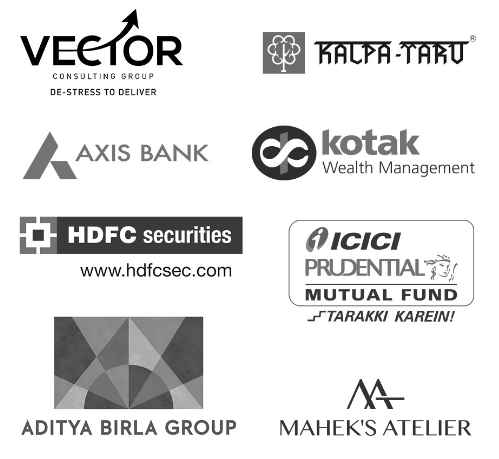 VECTOR
CONSULTING GROUP
DE-STRESS TO DELIVER
KALPA-TARU®
AXIS BANK
kotak
Wealth Management
HDFC securities
www.hdfcsec.com
ICICI
PRUDENTIAL
MUTUAL FUND
TARAKKI KAREIN!
ADITYA BIRLA GROUP
MAHEK'S ATELIER